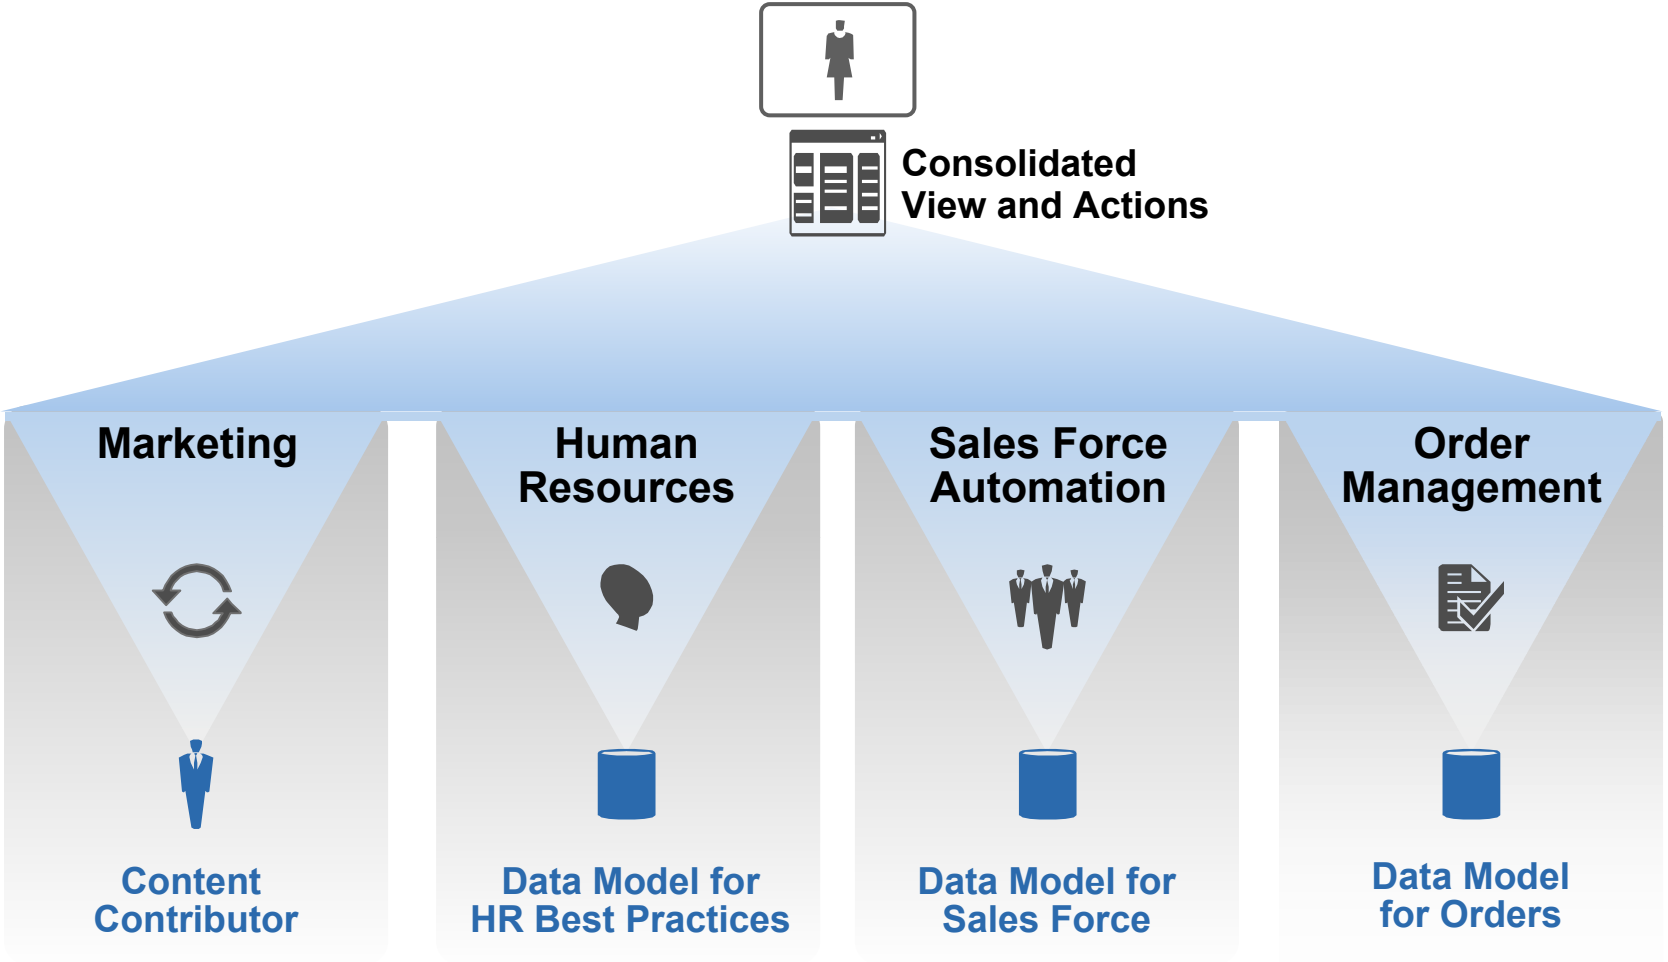 Consolidated
View and Actions
Marketing
Human
Resources
Sales Force
Automation
Order
Management
Content
Contributor
Data Model for
HR Best Practices
Data Model for
Sales Force
Data Model
for Orders